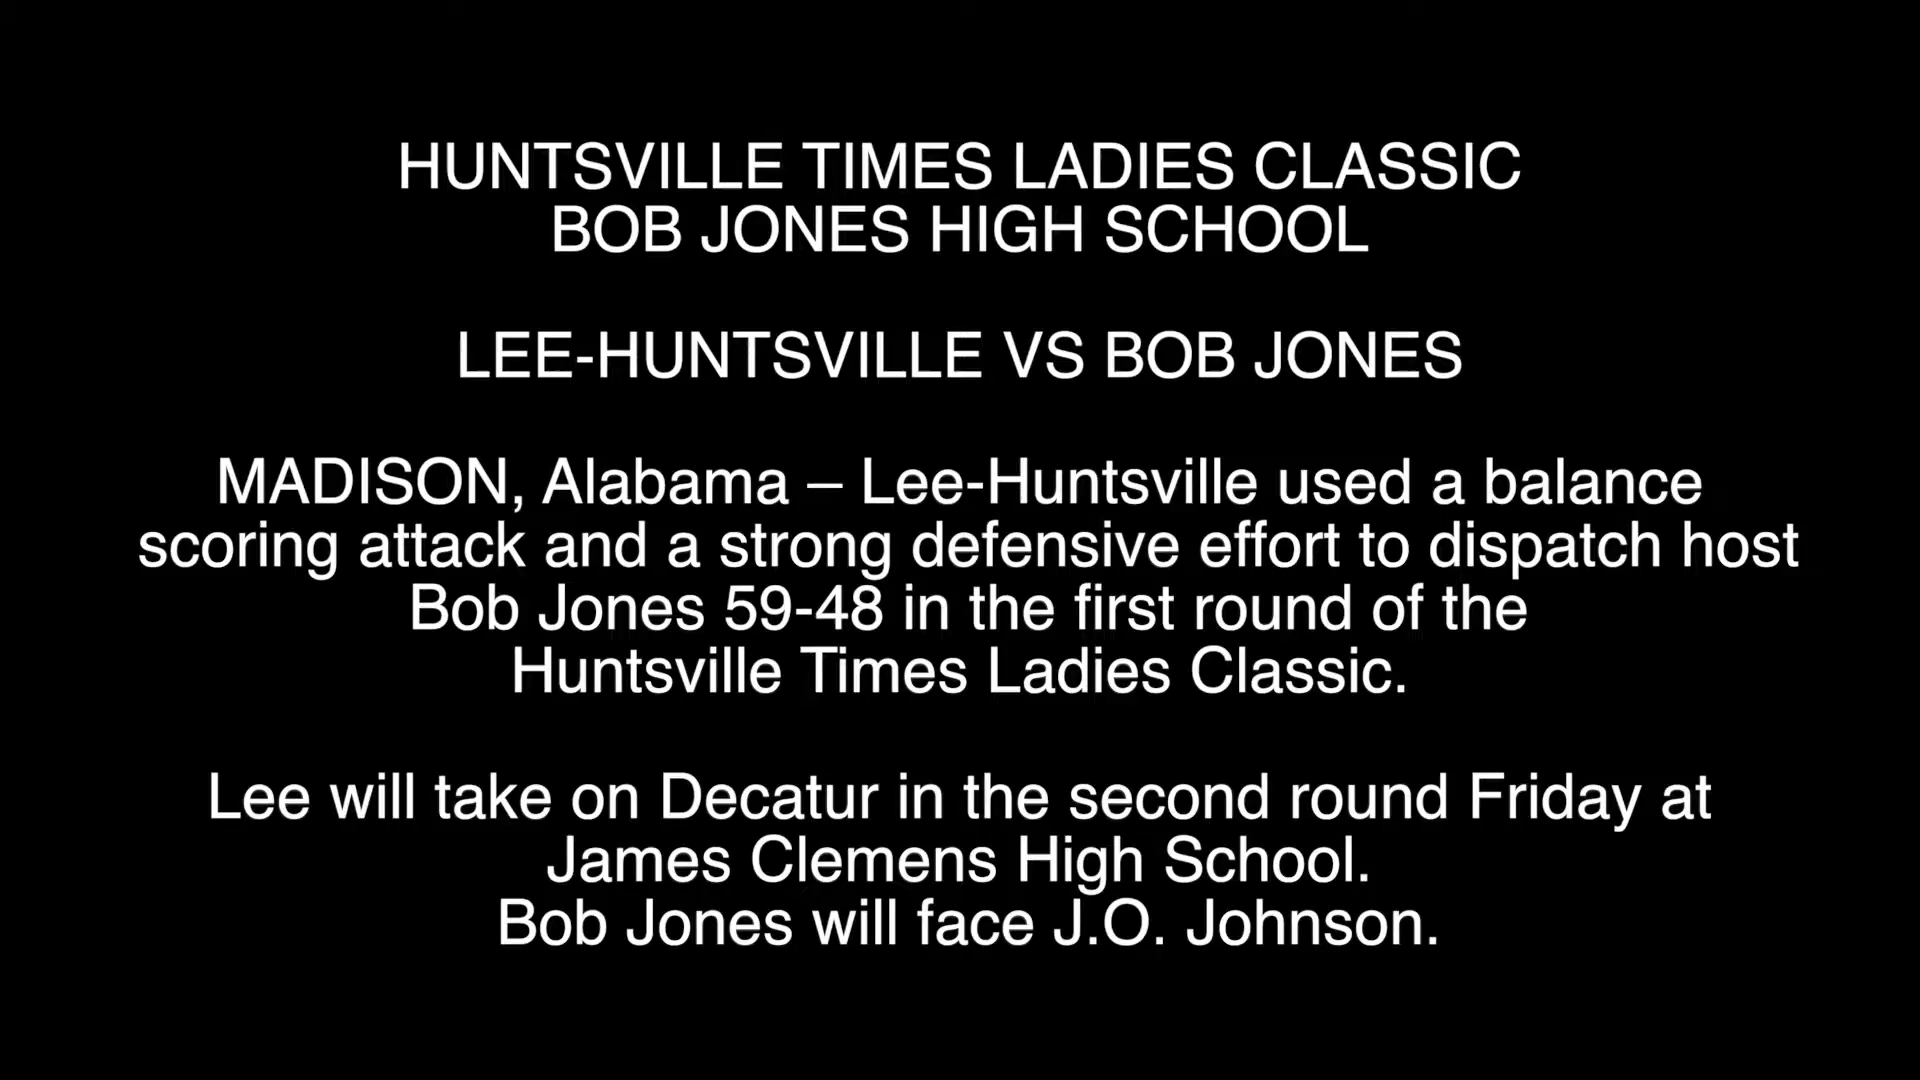 HUNTSVILLE TIMES LADIES CLASSIC
BOB JONES HIGH SCHOOL
LEE-HUNTSVILLE VS BOB JONES
MADISON, Alabama – Lee-Huntsville used a balance
scoring attack and a strong defensive effort to dispatch host
Bob Jones 59-48 in the first round of the
Huntsville Times Ladies Classic.
Lee will take on Decatur in the second round Friday at
James Clemens High School.
Bob Jones will face J.O. Johnson.